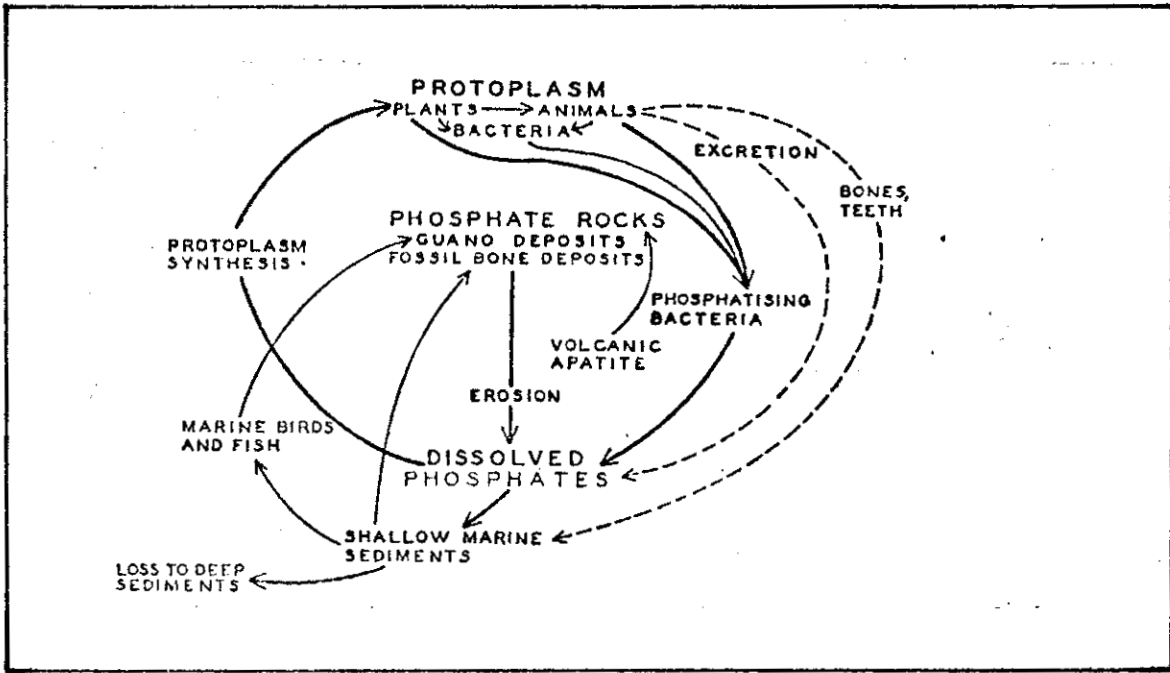 PROTOPLASM
PLANTS ANIMALS
BACTERIA
EXCRETION
BONES,
TEETH
PHOSPHATE ROCKS
GUANO DEPOSITS
FOSSIL BONE DEPOSITS
PROTOPLASM
SYNTHESIS
PHOSPHATISING
BACTERIA
VOLCANIC
APATITE
EROSION
MARINE BIRDS
AND FISH
DISSOLVED
PHOSPHATES
SHALLOW MARINE
SEDIMENTS
LOSS TO DEEP
SEDIMENTS